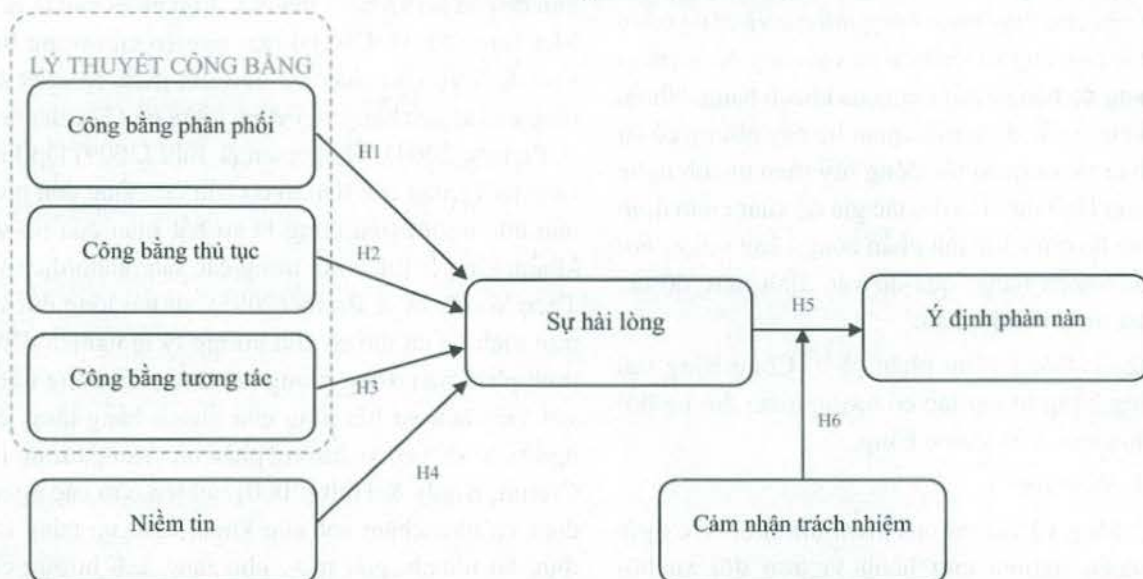 LÝ THUYẾT CÔNG BẰNG
Công bằng phân phối
H1
Công bằng thủ tục
H2
Công bằng tương tác
H3
Niềm tin
H4
Sự hài lòng
H5
Ý định phàn nàn
H6
Cảm nhận trách nhiệm